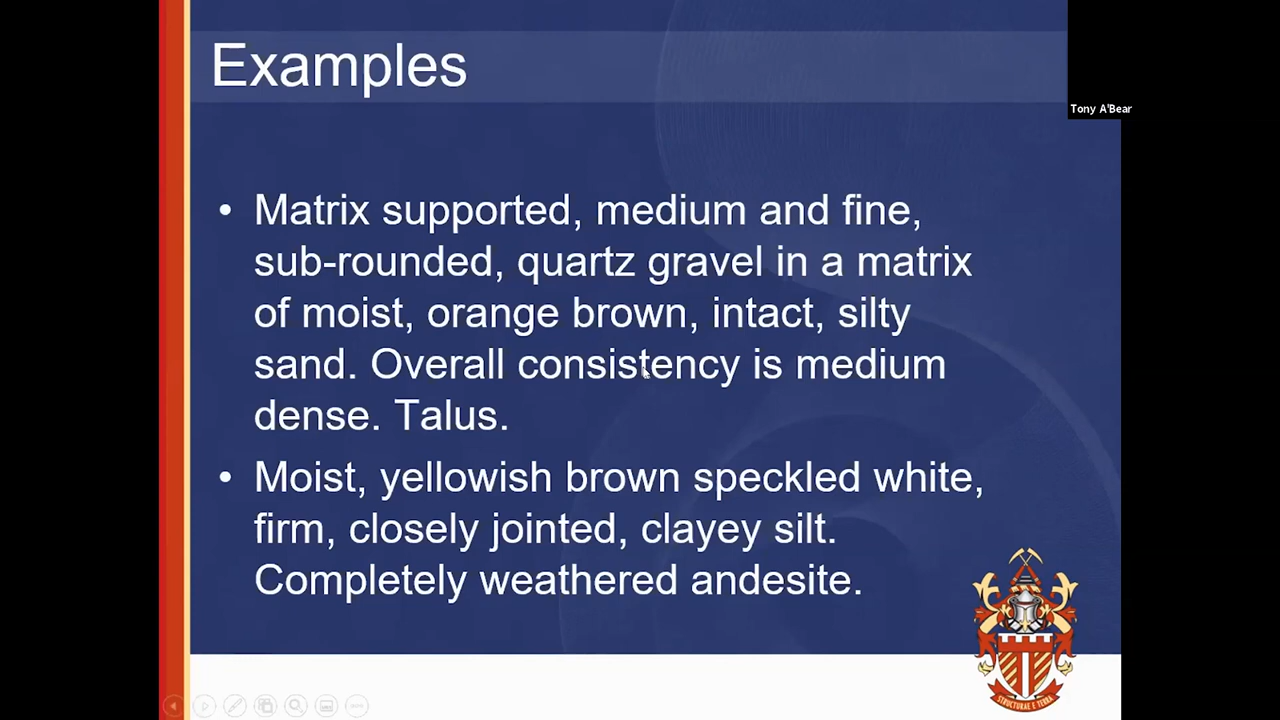 Examples
Tony A'Bear
• Matrix supported, medium and fine,
sub-rounded, quartz gravel in a matrix
of moist, orange brown, intact, silty
sand. Overall consistency is medium
dense. Talus.
• Moist, yellowish brown speckled white,
firm, closely jointed, clayey silt.
Completely weathered andesite.
STRUCTURAE E TERRA